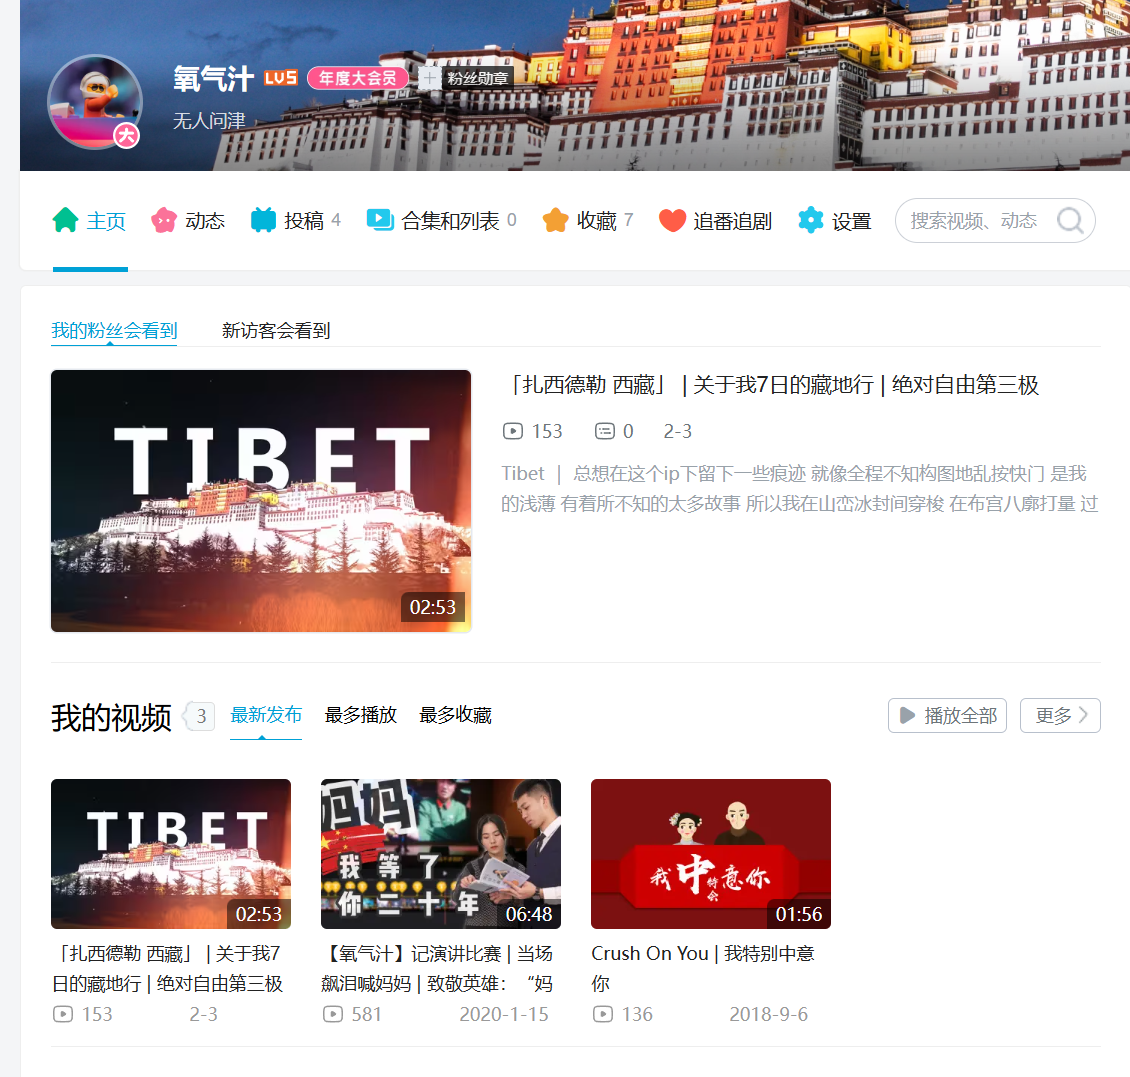 氧气汁 LV5 年度大会员 粉丝勋章
无人问津
大
主页 动态 投稿 4 合集和列表 0 收藏 7 追番追剧 设置 搜索视频、动态
我的粉丝会看到 新访客会看到
TIBET
02:53
「扎西德勒 西藏」 | 关于我7日的藏地行 | 绝对自由第三极
153 0 2-3
Tibet ｜ 总想在这个ip下留下一些痕迹 就像全程不知构图地乱按快门 是我
的浅薄 有着所不知的太多故事 所以我在山峦冰封间穿梭 在布宫八廓打量 过
我的视频 3 最新发布 最多播放 最多收藏 播放全部 更多
TIBET
02:53
「扎西德勒 西藏」 | 关于我7
日的藏地行 | 绝对自由第三极
153 2-3
妈妈
我等了
你三十年
06:48
【氧气汁】记演讲比赛 | 当场
飙泪喊妈妈 | 致敬英雄：“妈
581 2020-1-15
我中意你
特会
01:56
Crush On You | 我特别中意
你
136 2018-9-6